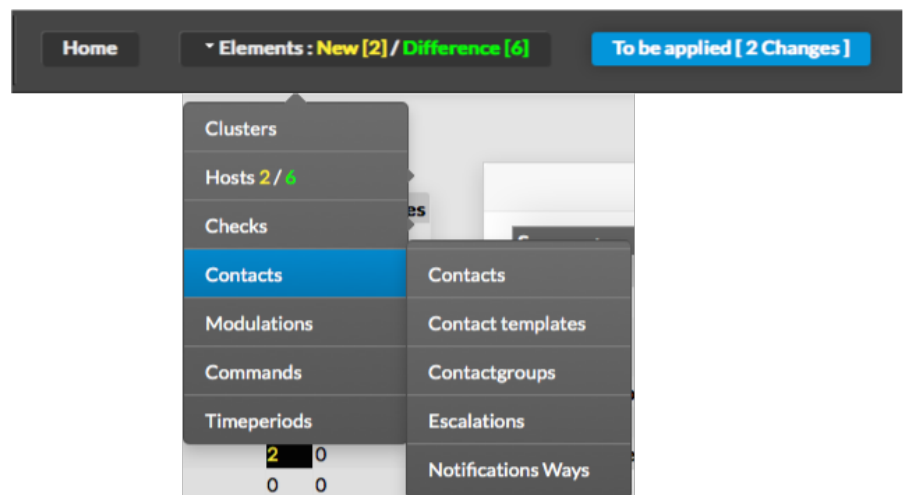 Home
Elements : New [2] / Difference [6]
To be applied [ 2 Changes ]
Clusters
Hosts 2 / 6
es
Checks
Contacts
Contacts
Modulations
Contact templates
Commands
Contactgroups
Timeperiods
Escalations
2 0
Notifications Ways
0 0